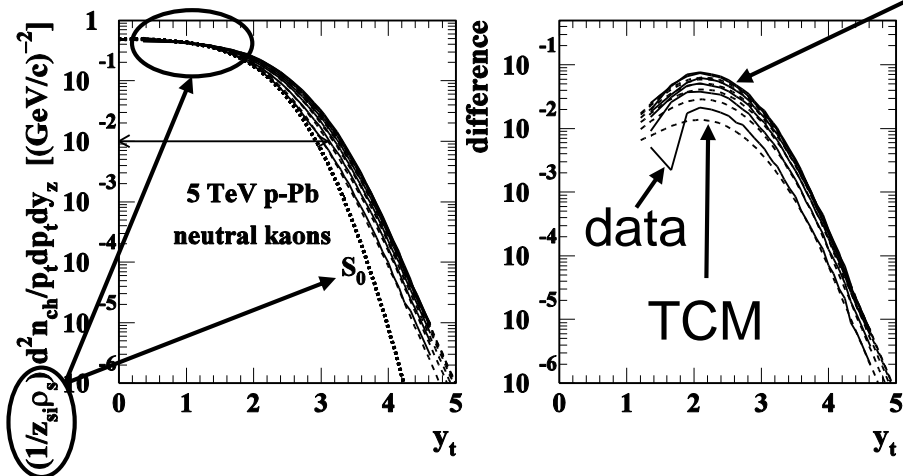 (1/z_si ρ_s) d²n_ch/p_t dp_t dy_z [(GeV/c)⁻²]
1
10⁻¹
10⁻²
10⁻³
10⁻⁴
10⁻⁵
10⁻⁶
5 TeV p-Pb
neutral kaons
S₀
0 1 2 3 4 5
y_t
difference
10⁻¹
10⁻²
10⁻³
10⁻⁴
10⁻⁵
10⁻⁶
data
TCM
0 1 2 3 4 5
y_t